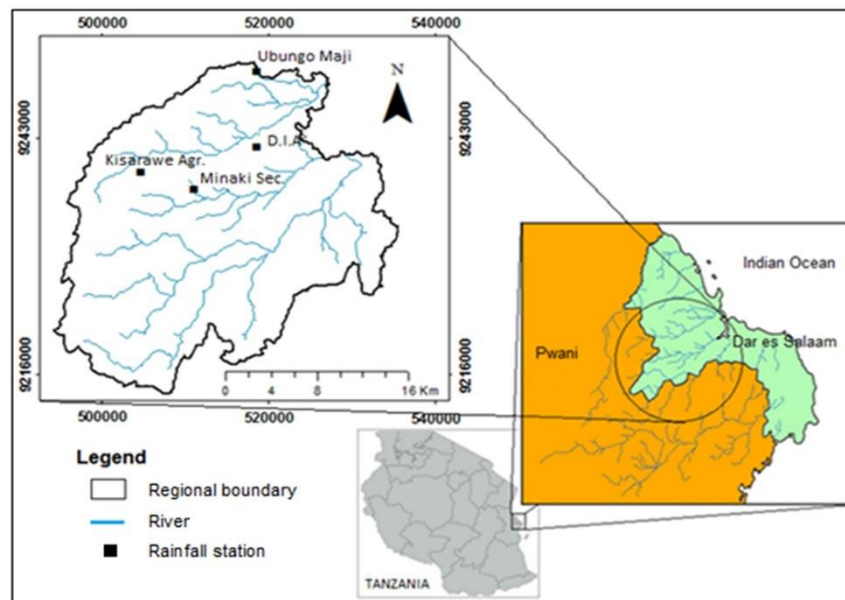 500000 520000 540000
Ubungo Maji
N
9243000
9243000
D.I.A
Kisarawe Agr.
Minaki Sec.
Indian Ocean
Dar es Salaam
Pwani
9216000
9216000
0 4 8 16 Km
500000 520000 540000
Legend
Regional boundary
River
Rainfall station
TANZANIA